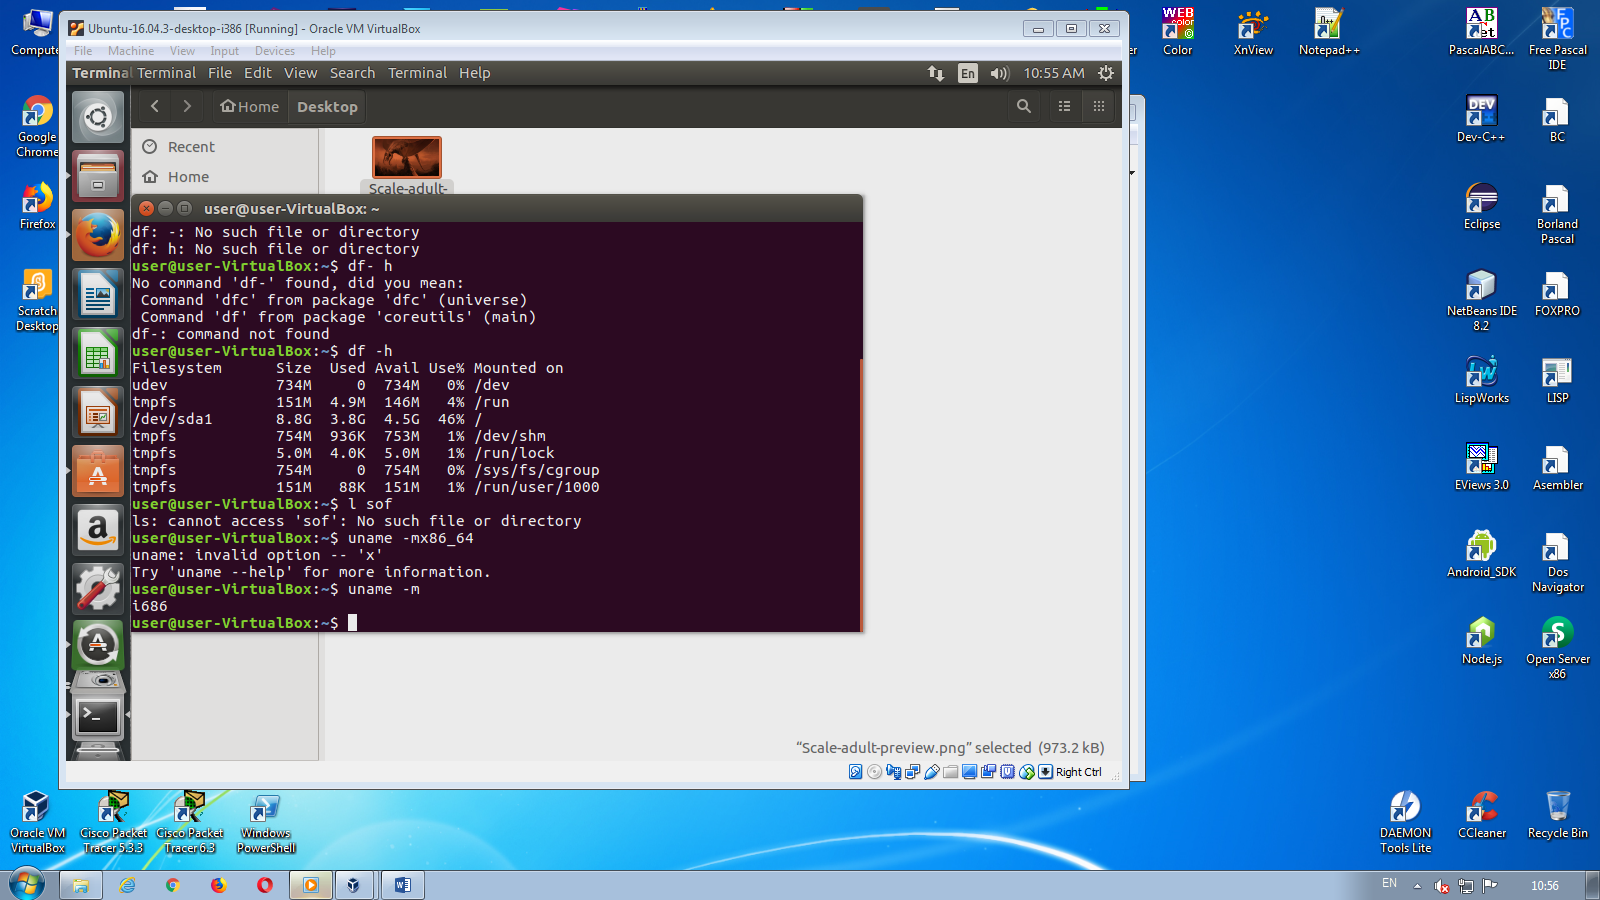 Ubuntu-16.04.3-desktop-i386 [Running] - Oracle VM VirtualBox
File Machine View Input Devices Help
Terminal Terminal File Edit View Search Terminal Help En 10:55 AM
Home Desktop
Recent
Home
Scale-adult-
user@user-VirtualBox: ~
df: -: No such file or directory
df: h: No such file or directory
user@user-VirtualBox:~$ df- h
No command 'df-' found, did you mean:
Command 'dfc' from package 'dfc' (universe)
Command 'df' from package 'coreutils' (main)
df-: command not found
user@user-VirtualBox:~$ df -h
Filesystem Size Used Avail Use% Mounted on
udev 734M 0 734M 0% /dev
tmpfs 151M 4.9M 146M 4% /run
/dev/sda1 8.8G 3.8G 4.5G 46% /
tmpfs 754M 936K 753M 1% /dev/shm
tmpfs 5.0M 4.0K 5.0M 1% /run/lock
tmpfs 754M 0 754M 0% /sys/fs/cgroup
tmpfs 151M 88K 151M 1% /run/user/1000
user@user-VirtualBox:~$ l sof
ls: cannot access 'sof': No such file or directory
user@user-VirtualBox:~$ uname -mx86_64
uname: invalid option -- 'x'
Try 'uname --help' for more information.
user@user-VirtualBox:~$ uname -m
i686
user@user-VirtualBox:~$
"Scale-adult-preview.png" selected (973.2 kB)
Right Ctrl
Compute
Google
Chrome
Firefox
Scratch
Desktop
er
Color
XnView
Notepad++
PascalABC...
Free Pascal
IDE
Dev-C++
BC
Eclipse
Borland
Pascal
NetBeans IDE
8.2
FOXPRO
LispWorks
LISP
EViews 3.0
Asembler
Android_SDK
Dos
Navigator
Node.js
Open Server
x86
Oracle VM
VirtualBox
Cisco Packet
Tracer 5.3.3
Cisco Packet
Tracer 6.3
Windows
PowerShell
DAEMON
Tools Lite
CCleaner
Recycle Bin
EN 10:56